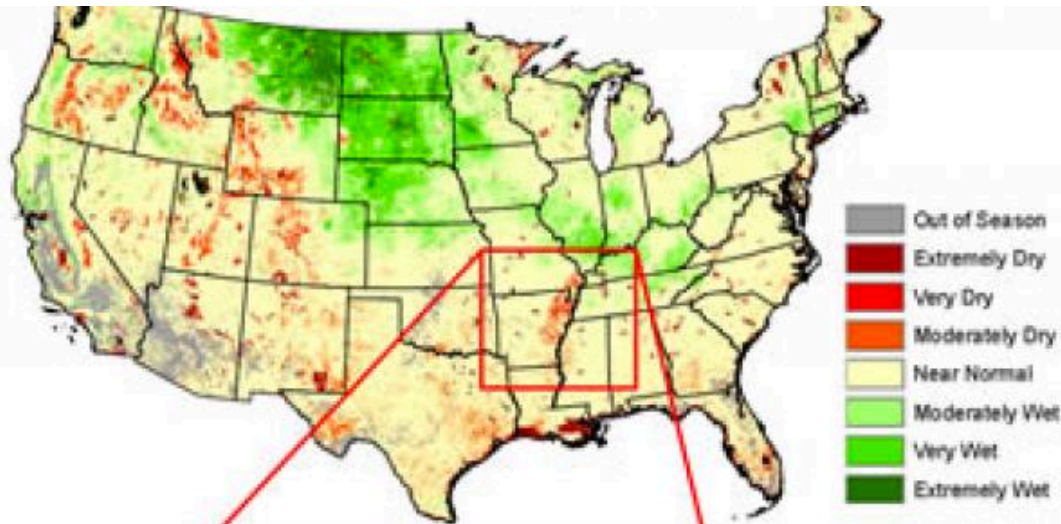 Out of Season
Extremely Dry
Very Dry
Moderately Dry
Near Normal
Moderately Wet
Very Wet
Extremely Wet